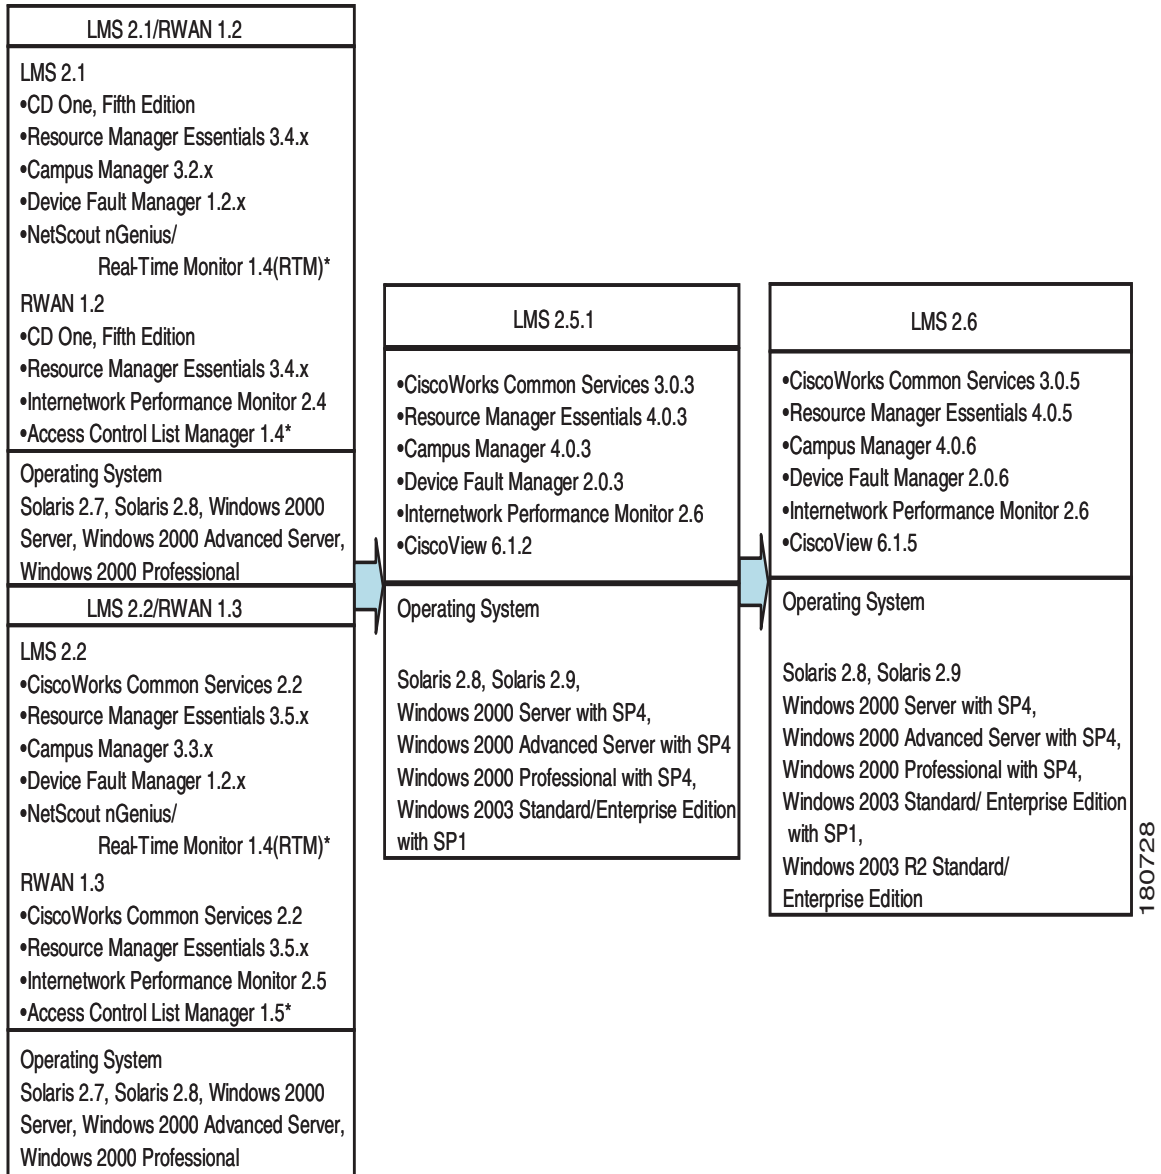 LMS 2.1/RWAN 1.2
LMS 2.1
•CD One, Fifth Edition
•Resource Manager Essentials 3.4.x
•Campus Manager 3.2.x
•Device Fault Manager 1.2.x
•NetScout nGenius/
Real-Time Monitor 1.4(RTM)*
RWAN 1.2
•CD One, Fifth Edition
•Resource Manager Essentials 3.4.x
•Internetwork Performance Monitor 2.4
•Access Control List Manager 1.4*
Operating System
Solaris 2.7, Solaris 2.8, Windows 2000
Server, Windows 2000 Advanced Server,
Windows 2000 Professional
LMS 2.2/RWAN 1.3
LMS 2.2
•CiscoWorks Common Services 2.2
•Resource Manager Essentials 3.5.x
•Campus Manager 3.3.x
•Device Fault Manager 1.2.x
•NetScout nGenius/
Real-Time Monitor 1.4(RTM)*
RWAN 1.3
•CiscoWorks Common Services 2.2
•Resource Manager Essentials 3.5.x
•Internetwork Performance Monitor 2.5
•Access Control List Manager 1.5*
Operating System
Solaris 2.7, Solaris 2.8, Windows 2000
Server, Windows 2000 Advanced Server,
Windows 2000 Professional
LMS 2.5.1
•CiscoWorks Common Services 3.0.3
•Resource Manager Essentials 4.0.3
•Campus Manager 4.0.3
•Device Fault Manager 2.0.3
•Internetwork Performance Monitor 2.6
•CiscoView 6.1.2
Operating System
Solaris 2.8, Solaris 2.9,
Windows 2000 Server with SP4,
Windows 2000 Advanced Server with SP4
Windows 2000 Professional with SP4,
Windows 2003 Standard/Enterprise Edition
with SP1
LMS 2.6
•CiscoWorks Common Services 3.0.5
•Resource Manager Essentials 4.0.5
•Campus Manager 4.0.6
•Device Fault Manager 2.0.6
•Internetwork Performance Monitor 2.6
•CiscoView 6.1.5
Operating System
Solaris 2.8, Solaris 2.9
Windows 2000 Server with SP4,
Windows 2000 Advanced Server with SP4,
Windows 2000 Professional with SP4,
Windows 2003 Standard/ Enterprise Edition
with SP1,
Windows 2003 R2 Standard/
Enterprise Edition
180728